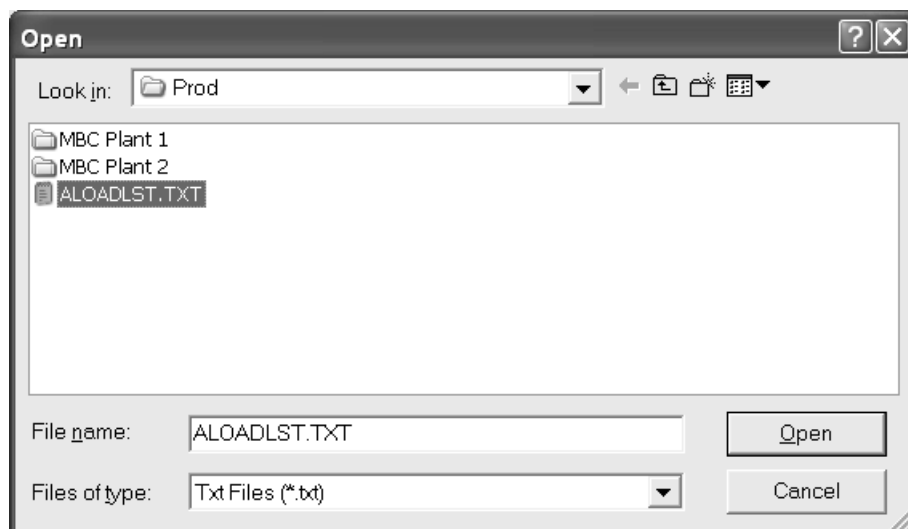 Open
Look in: Prod
MBC Plant 1
MBC Plant 2
ALOADLST.TXT
File name: ALOADLST.TXT Open
Files of type: Txt Files (*.txt) Cancel